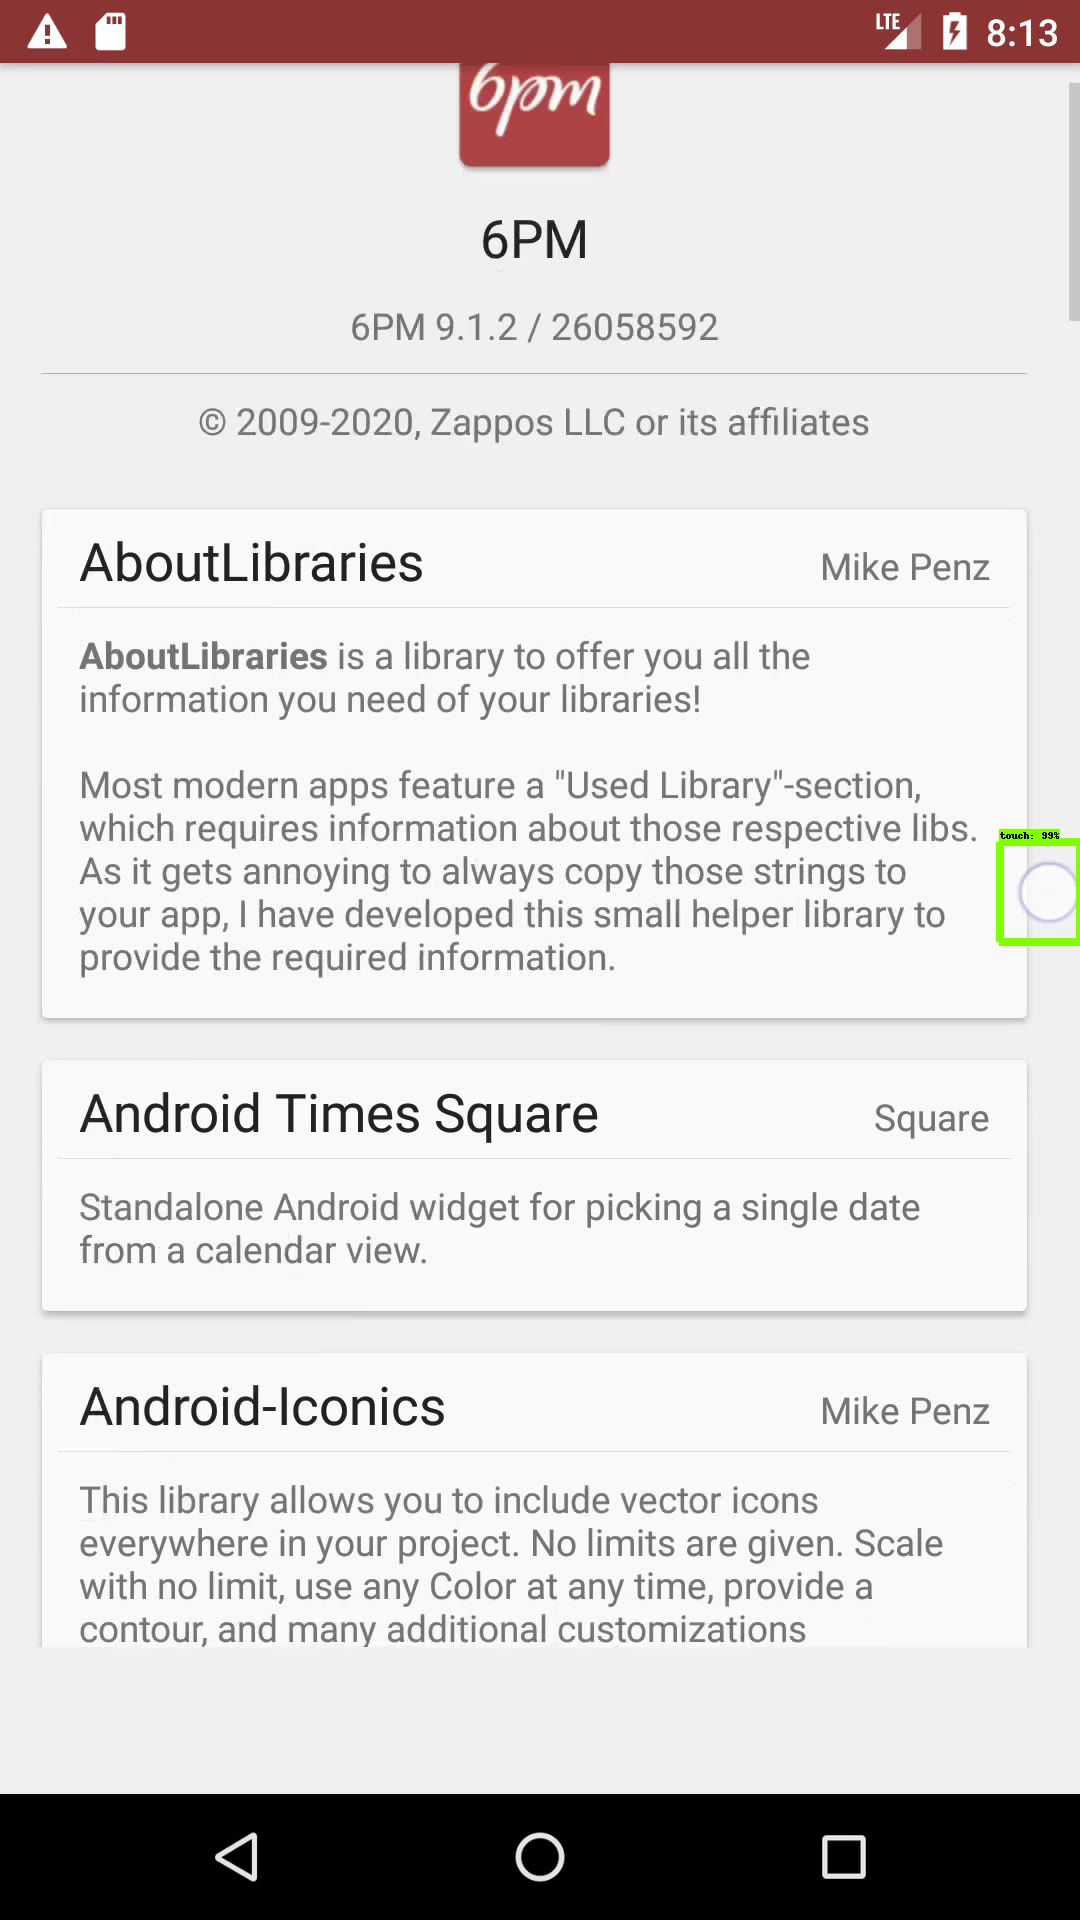 LTE 8:13
6pm
6PM
6PM 9.1.2 / 26058592
© 2009-2020, Zappos LLC or its affiliates
AboutLibraries Mike Penz
AboutLibraries is a library to offer you all the
information you need of your libraries!
Most modern apps feature a "Used Library"-section,
which requires information about those respective libs.
As it gets annoying to always copy those strings to
your app, I have developed this small helper library to
provide the required information.
touch: 99%
Android Times Square Square
Standalone Android widget for picking a single date
from a calendar view.
Android-Iconics Mike Penz
This library allows you to include vector icons
everywhere in your project. No limits are given. Scale
with no limit, use any Color at any time, provide a
contour, and many additional customizations